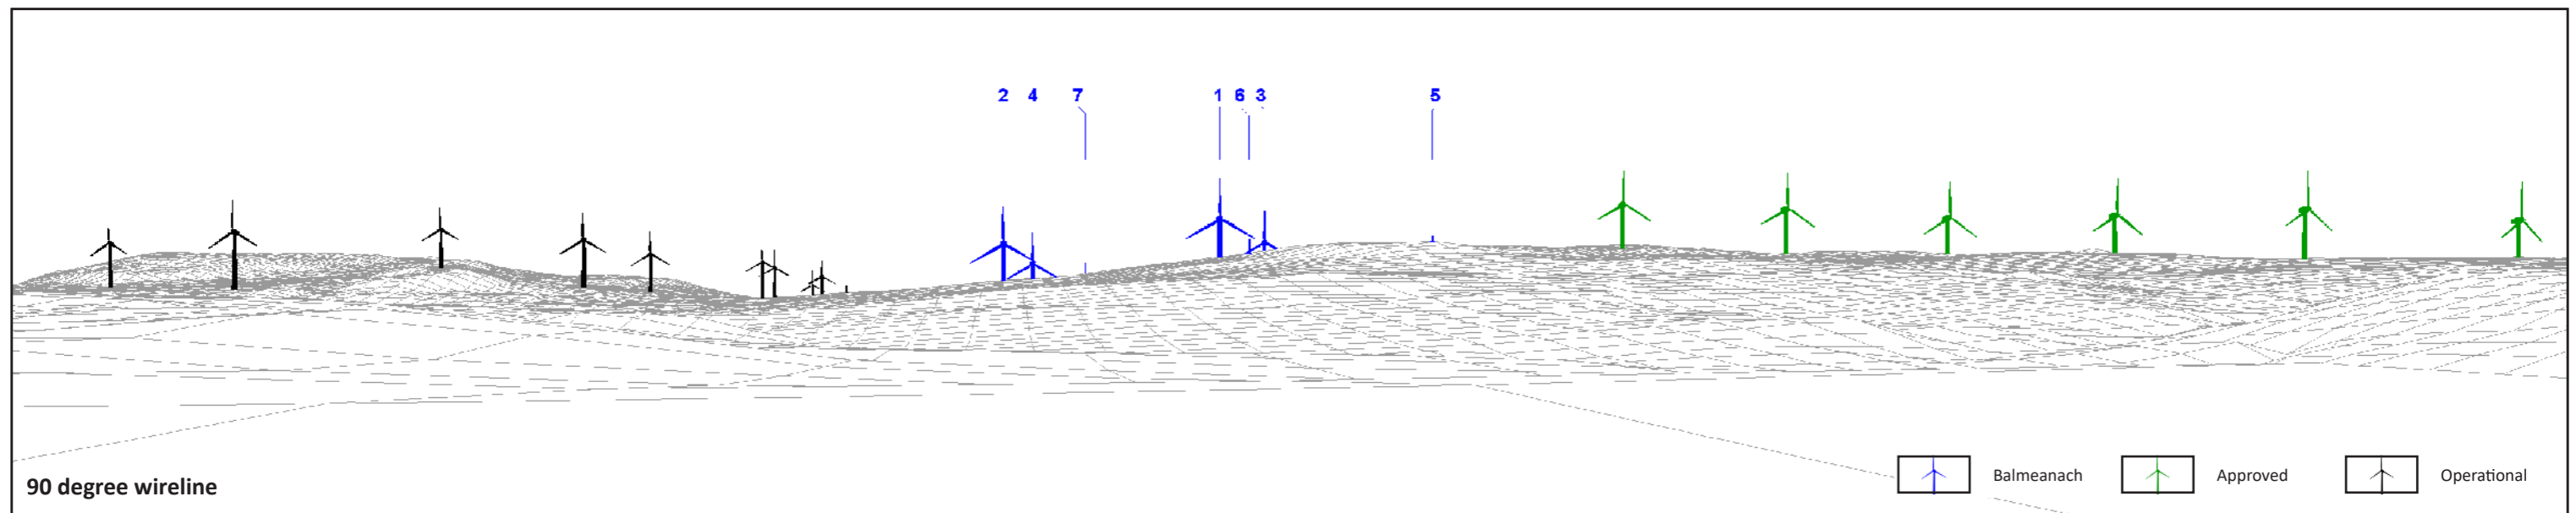 2 4 7 1 6 3 5
90 degree wireline
Balmeanach Approved Operational